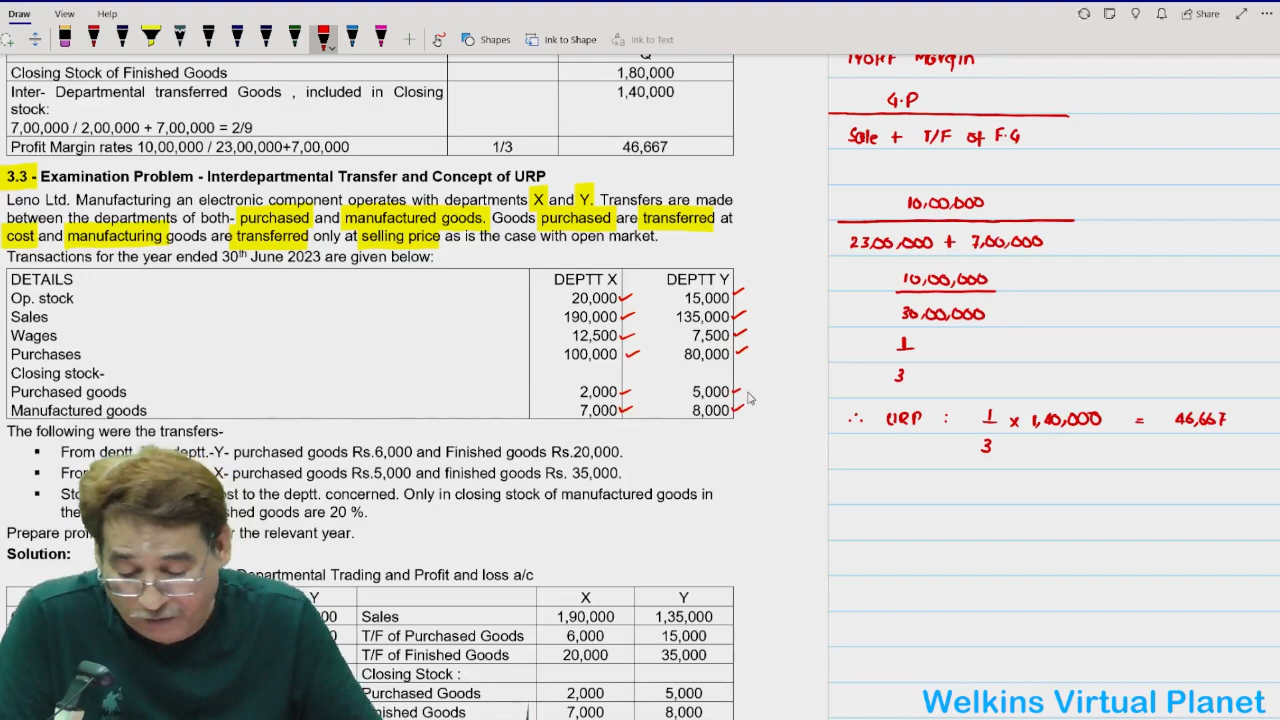 Draw View Help
Share
Shapes Ink to Shape Ink to Text
Closing Stock of Finished Goods 1,80,000
Inter- Departmental transferred Goods , included in Closing 1,40,000
stock:
7,00,000 / 2,00,000 + 7,00,000 = 2/9
Profit Margin rates 10,00,000 / 23,00,000+7,00,000 1/3 46,667
3.3 - Examination Problem - Interdepartmental Transfer and Concept of URP
Leno Ltd. Manufacturing an electronic component operates with departments X and Y. Transfers are made
between the departments of both- purchased and manufactured goods. Goods purchased are transferred at
cost and manufacturing goods are transferred only at selling price as is the case with open market.
Transactions for the year ended 30th June 2023 are given below:
DETAILS DEPTT X DEPTT Y
Op. stock 20,000 15,000
Sales 190,000 135,000
Wages 12,500 7,500
Purchases 100,000 80,000
Closing stock-
Purchased goods 2,000 5,000
Manufactured goods 7,000 8,000
The following were the transfers-
From deptt. deptt.-Y- purchased goods Rs.6,000 and Finished goods Rs.20,000.
X- purchased goods Rs.5,000 and finished goods Rs. 35,000.
to the deptt. concerned. Only in closing stock of manufactured goods in
goods are 20 %.
Prepare the relevant year.
Solution:
Departmental Trading and Profit and loss a/c
Y X Y
Sales 1,90,000 1,35,000
T/F of Purchased Goods 6,000 15,000
T/F of Finished Goods 20,000 35,000
Closing Stock :
Purchased Goods 2,000 5,000
Goods 7,000 8,000
Profit Margin
G.P
Sale + T/F of F.G
10,00,000
23,00,000 + 7,00,000
10,00,000
30,00,000
1
3
∴ URP : 1 x 1,40,000 = 46,667
3
Welkins Virtual Planet